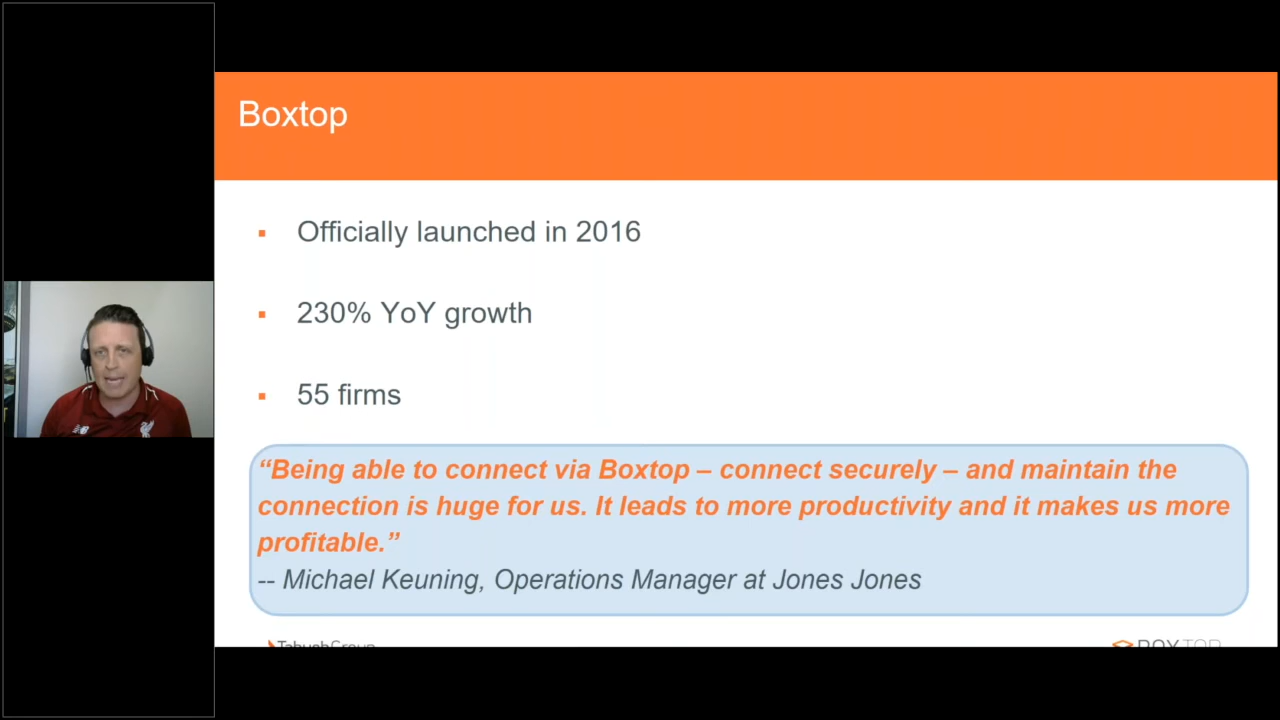 Boxtop
Officially launched in 2016
230% YoY growth
55 firms
“Being able to connect via Boxtop – connect securely – and maintain the
connection is huge for us. It leads to more productivity and it makes us more
profitable.”
-- Michael Keuning, Operations Manager at Jones Jones
TabushGroup
BOXTOP